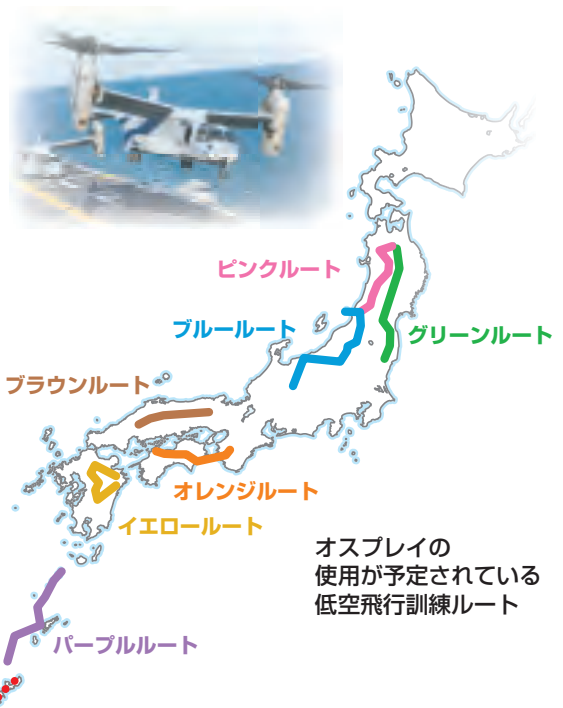 ピンクルート
ブルールート
グリーンルート
ブラウンルート
オレンジルート
イエロールート
オスプレイの
使用が予定されている
低空飛行訓練ルート
パープルルート